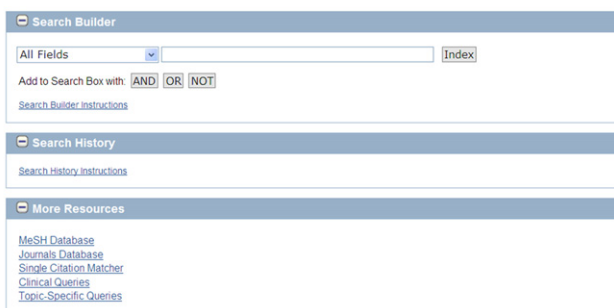 Search Builder
All Fields Index
Add to Search Box with: AND OR NOT
Search Builder Instructions
Search History
Search History Instructions
More Resources
MeSH Database
Journals Database
Single Citation Matcher
Clinical Queries
Topic-Specific Queries